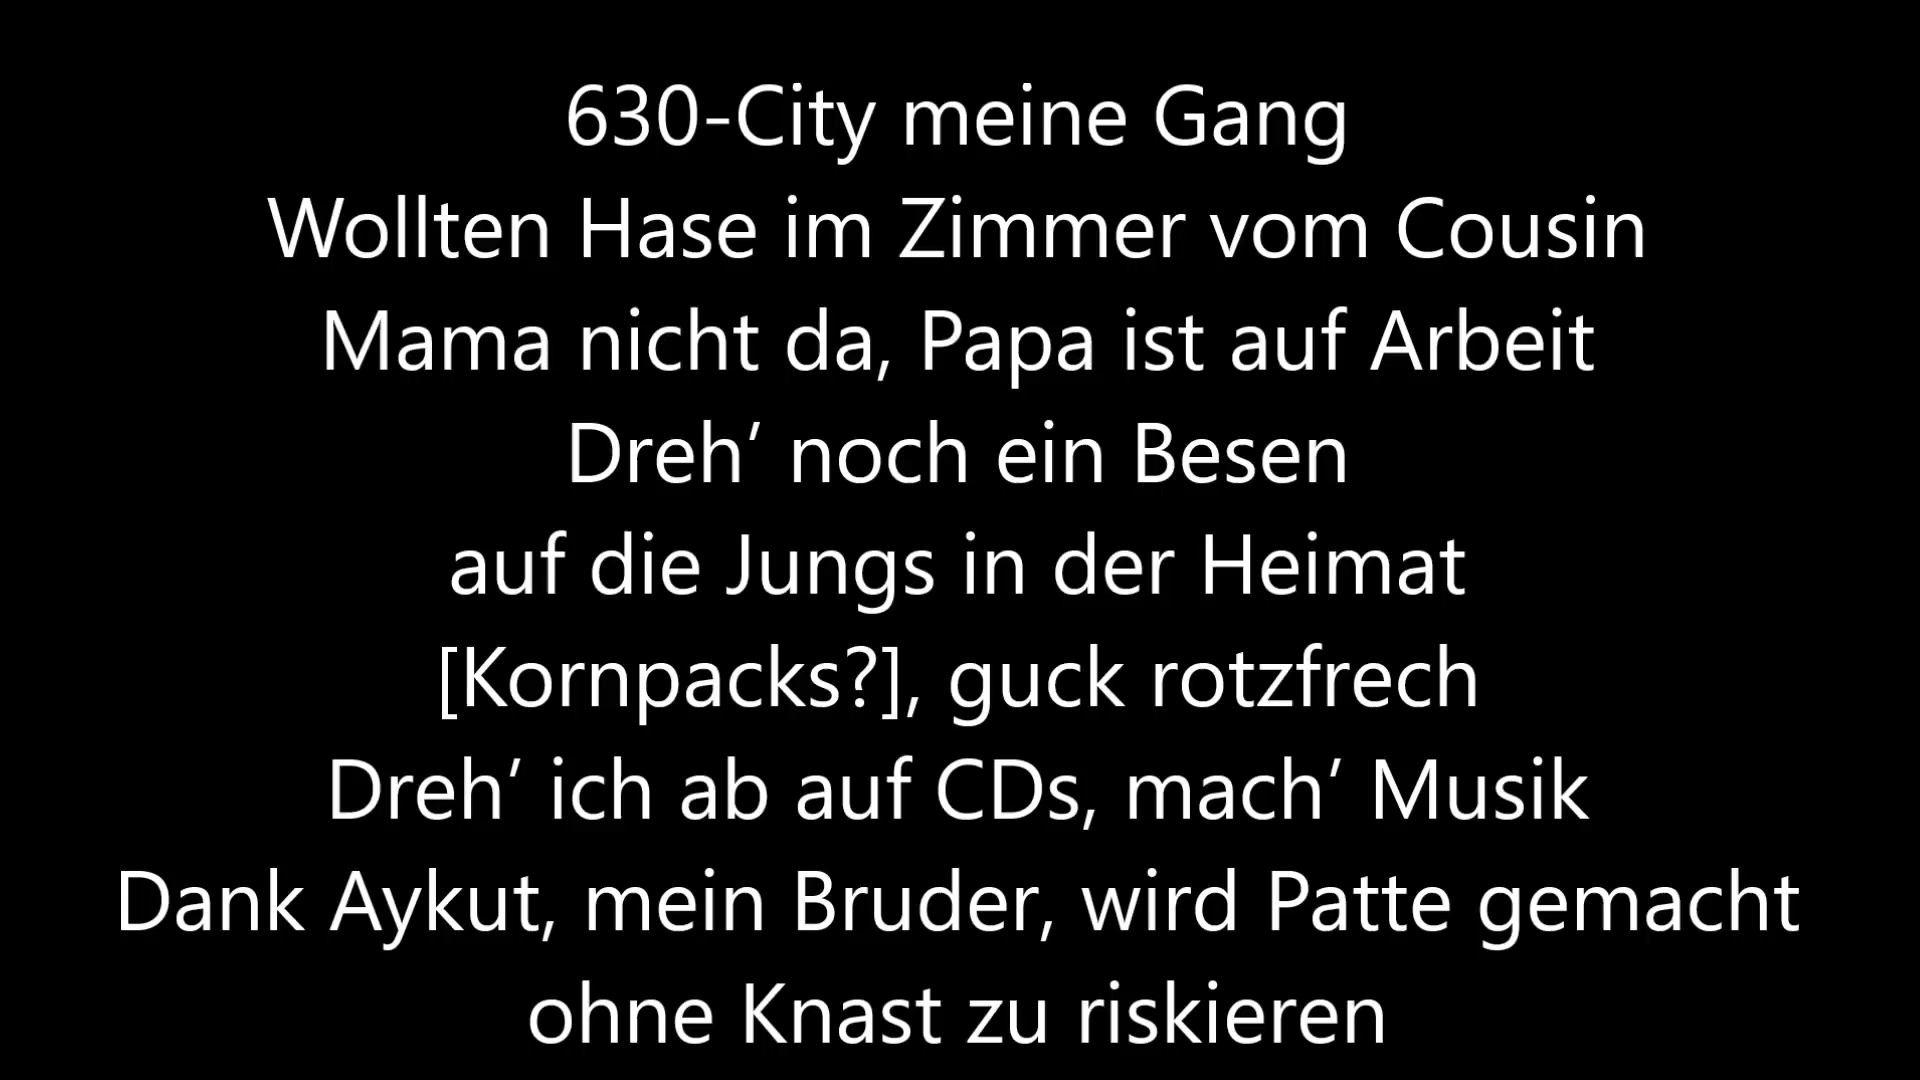 630-City meine Gang
Wollten Hase im Zimmer vom Cousin
Mama nicht da, Papa ist auf Arbeit
Dreh’ noch ein Besen
auf die Jungs in der Heimat
[Kornpacks?], guck rotzfrech
Dreh’ ich ab auf CDs, mach’ Musik
Dank Aykut, mein Bruder, wird Patte gemacht
ohne Knast zu riskieren